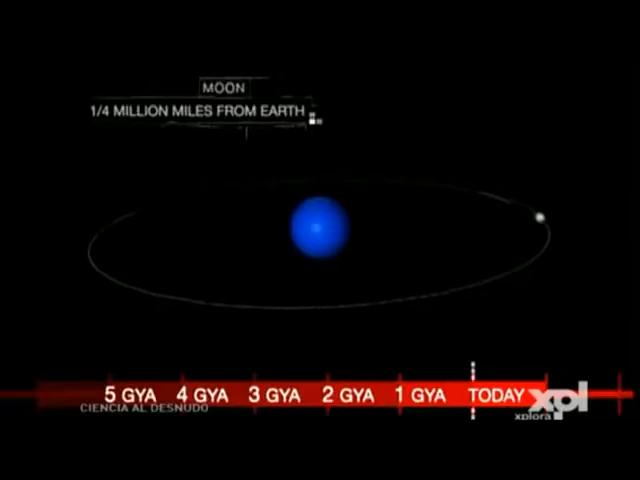 MOON
1/4 MILLION MILES FROM EARTH
5 GYA 4 GYA 3 GYA 2 GYA 1 GYA TODAY
CIENCIA AL DESNUDO
xpl
xplora